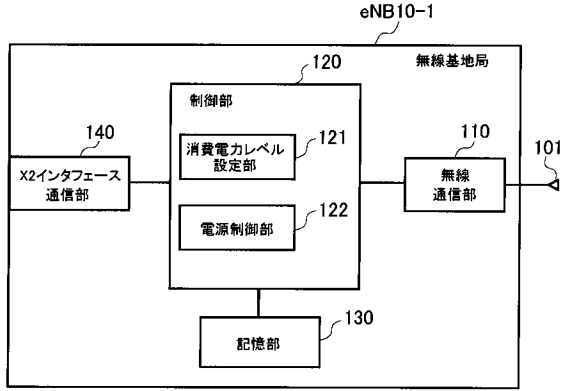 eNB10-1
無線基地局
120
制御部
140
X2インタフェース
通信部
消費電力レベル
設定部
121
電源制御部
122
110
無線
通信部
101
記憶部
130